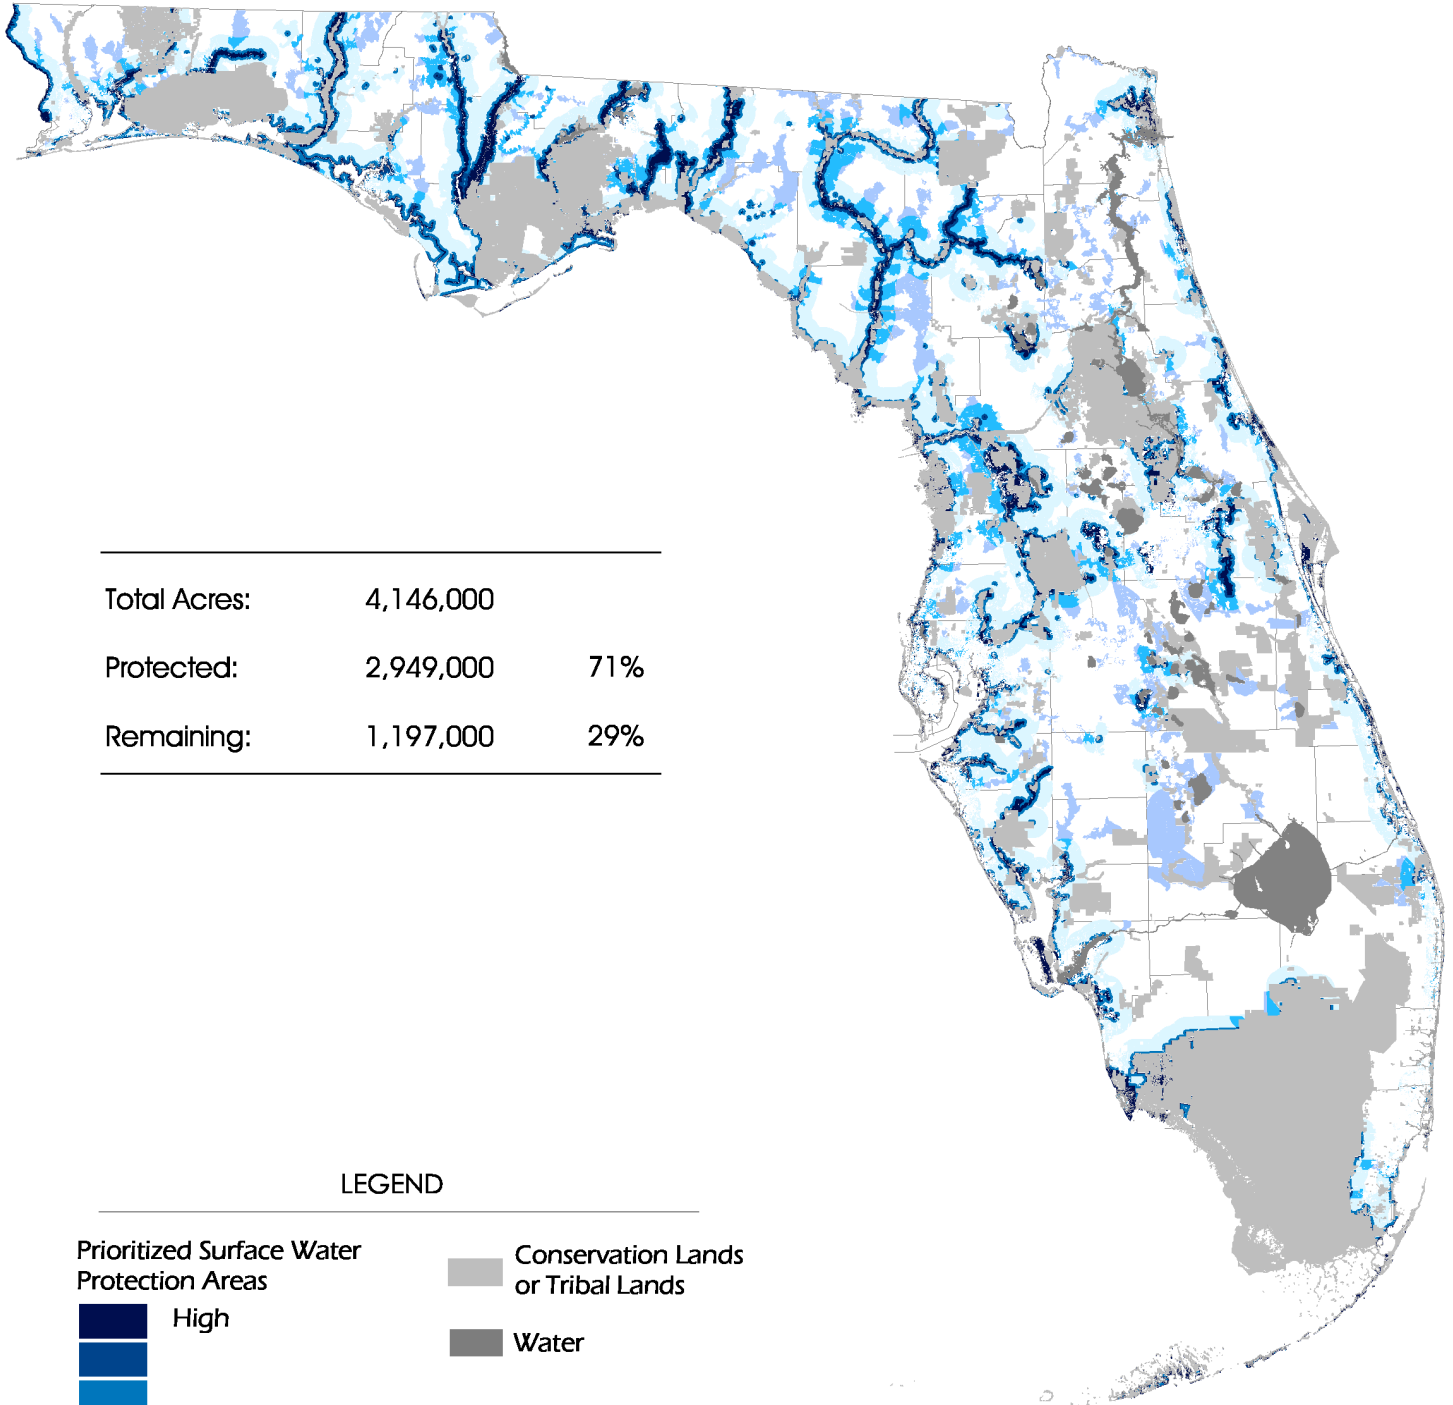 Total Acres: 4,146,000
Protected: 2,949,000 71%
Remaining: 1,197,000 29%
LEGEND
Prioritized Surface Water
Protection Areas
High
Conservation Lands
or Tribal Lands
Water